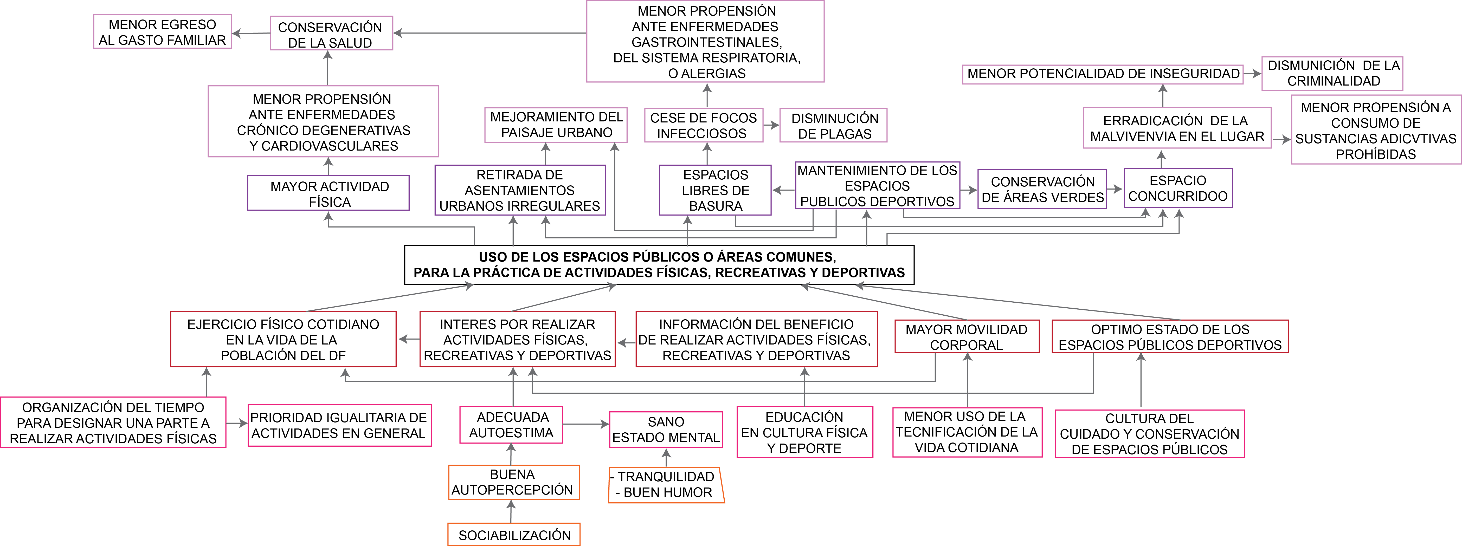 MENOR EGRESO
AL GASTO FAMILIAR
CONSERVACIÓN
DE LA SALUD
MENOR PROPENSIÓN
ANTE ENFERMEDADES
GASTROINTESTINALES,
DEL SISTEMA RESPIRATORIA,
O ALERGIAS
MENOR POTENCIALIDAD DE INSEGURIDAD
DISMUNICIÓN DE LA
CRIMINALIDAD
MENOR PROPENSIÓN
ANTE ENFERMEDADES
CRÓNICO DEGENERATIVAS
Y CARDIOVASCULARES
MEJORAMIENTO DEL
PAISAJE URBANO
CESE DE FOCOS
INFECCIOSOS
DISMINUCIÓN
DE PLAGAS
ERRADICACIÓN DE LA
MALVIVENVIA EN EL LUGAR
MENOR PROPENSIÓN A
CONSUMO DE
SUSTANCIAS ADICVTIVAS
PROHÍBIDAS
MAYOR ACTIVIDAD
FÍSICA
RETIRADA DE
ASENTAMIENTOS
URBANOS IRREGULARES
ESPACIOS
LIBRES DE
BASURA
MANTENIMIENTO DE LOS
ESPACIOS
PUBLICOS DEPORTIVOS
CONSERVACIÓN
DE ÁREAS VERDES
ESPACIO
CONCURRIDOO
USO DE LOS ESPACIOS PÚBLICOS O ÁREAS COMUNES,
PARA LA PRÁCTICA DE ACTIVIDADES FÍSICAS, RECREATIVAS Y DEPORTIVAS
EJERCICIO FÍSICO COTIDIANO
EN LA VIDA DE LA
POBLACIÓN DEL DF
INTERES POR REALIZAR
ACTIVIDADES FÍSICAS,
RECREATIVAS Y DEPORTIVAS
INFORMACIÓN DEL BENEFICIO
DE REALIZAR ACTIVIDADES FÍSICAS,
RECREATIVAS Y DEPORTIVAS
MAYOR MOVILIDAD
CORPORAL
OPTIMO ESTADO DE LOS
ESPACIOS PÚBLICOS DEPORTIVOS
ORGANIZACIÓN DEL TIEMPO
PARA DESIGNAR UNA PARTE A
REALIZAR ACTIVIDADES FÍSICAS
PRIORIDAD IGUALITARIA DE
ACTIVIDADES EN GENERAL
ADECUADA
AUTOESTIMA
SANO
ESTADO MENTAL
EDUCACIÓN
EN CULTURA FÍSICA
Y DEPORTE
MENOR USO DE LA
TECNIFICACIÓN DE LA
VIDA COTIDIANA
CULTURA DEL
CUIDADO Y CONSERVACIÓN
DE ESPACIOS PÚBLICOS
BUENA
AUTOPERCEPCIÓN
- TRANQUILIDAD
- BUEN HUMOR
SOCIABILIZACIÓN